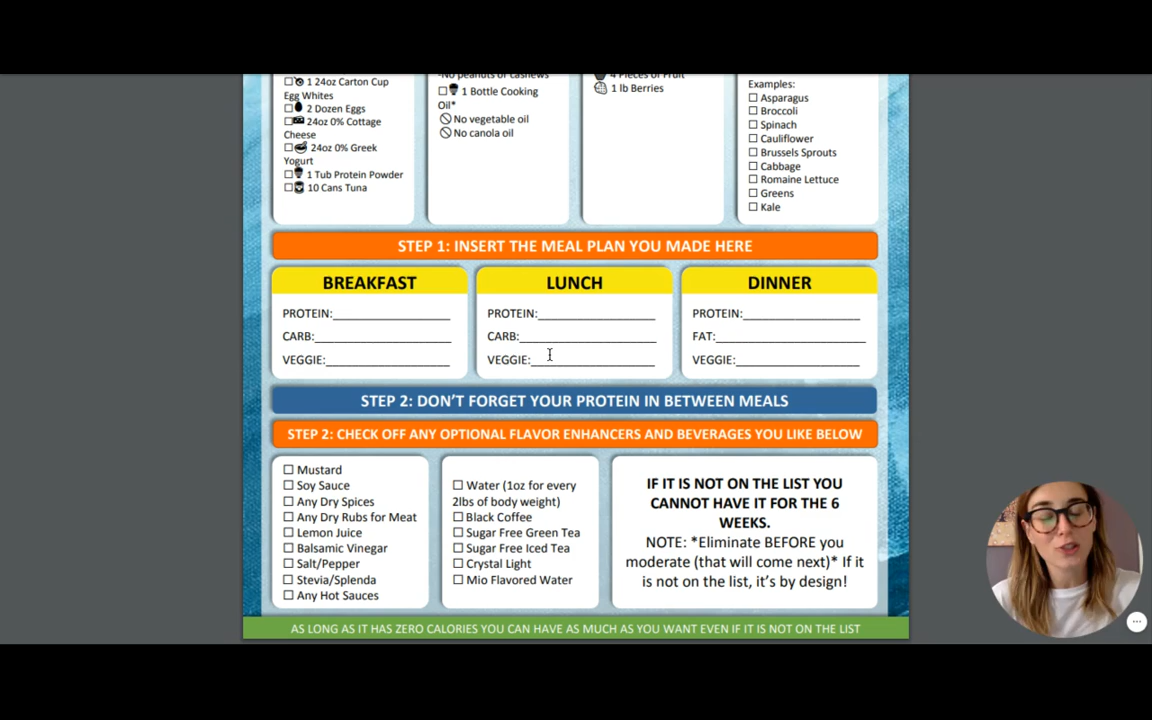 1 24oz Carton Cup
Egg Whites
2 Dozen Eggs
24oz 0% Cottage
Cheese
24oz 0% Greek
Yogurt
1 Tub Protein Powder
10 Cans Tuna
-No peanuts or cashews
1 Bottle Cooking
Oil*
No vegetable oil
No canola oil
4 Pieces of Fruit
1 lb Berries
Examples:
Asparagus
Broccoli
Spinach
Cauliflower
Brussels Sprouts
Cabbage
Romaine Lettuce
Greens
Kale
STEP 1: INSERT THE MEAL PLAN YOU MADE HERE
BREAKFAST
PROTEIN:
CARB:
VEGGIE:
LUNCH
PROTEIN:
CARB:
VEGGIE:
DINNER
PROTEIN:
FAT:
VEGGIE:
STEP 2: DON'T FORGET YOUR PROTEIN IN BETWEEN MEALS
STEP 2: CHECK OFF ANY OPTIONAL FLAVOR ENHANCERS AND BEVERAGES YOU LIKE BELOW
Mustard
Soy Sauce
Any Dry Spices
Any Dry Rubs for Meat
Lemon Juice
Balsamic Vinegar
Salt/Pepper
Stevia/Splenda
Any Hot Sauces
Water (1oz for every
2lbs of body weight)
Black Coffee
Sugar Free Green Tea
Sugar Free Iced Tea
Crystal Light
Mio Flavored Water
IF IT IS NOT ON THE LIST YOU
CANNOT HAVE IT FOR THE 6
WEEKS.
NOTE: *Eliminate BEFORE you
moderate (that will come next)* If it
is not on the list, it's by design!
AS LONG AS IT HAS ZERO CALORIES YOU CAN HAVE AS MUCH AS YOU WANT EVEN IF IT IS NOT ON THE LIST